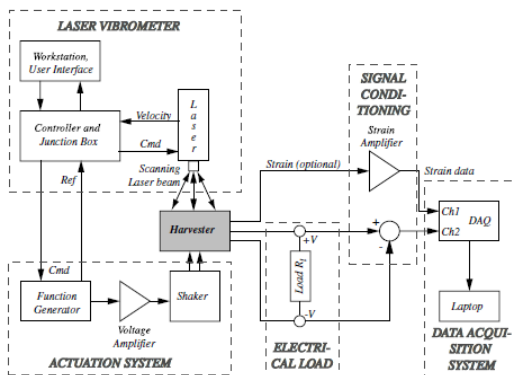 LASER VIBROMETER
Workstation,
User Interface
Controller and
Junction Box
Velocity
Cmd
L
a
s
e
r
Scanning
Laser beam
Ref
Cmd
Harvester
Function
Generator
Voltage
Amplifier
Shaker
ACTUATION SYSTEM
SIGNAL
CONDI-
TIONING
Strain
Amplifier
Strain (optional)
Strain data
+V
Load Rl
-V
ELECTRI-
CAL LOAD
+
-
Ch1
Ch2
DAQ
Laptop
DATA ACQUI-
SITION
SYSTEM